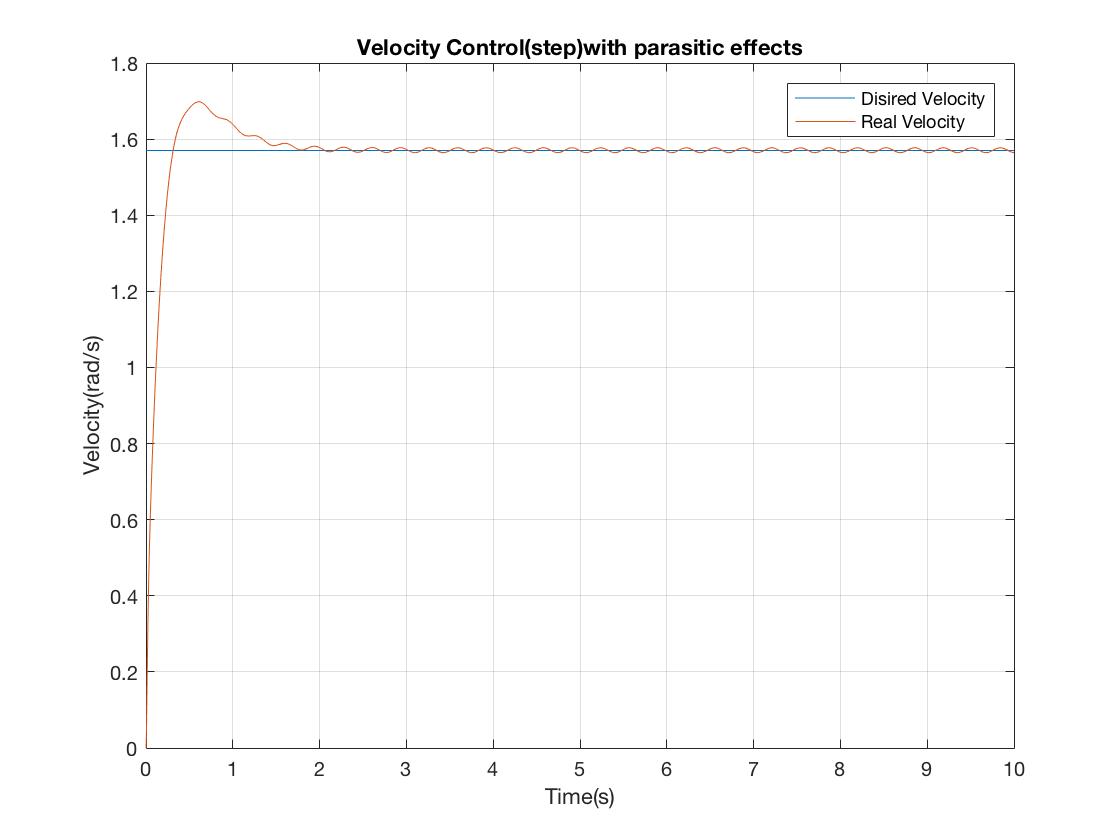 Velocity Control(step)with parasitic effects
Disired Velocity
Real Velocity
1.8
1.6
1.4
1.2
1
0.8
0.6
0.4
0.2
0
Velocity(rad/s)
0 1 2 3 4 5 6 7 8 9 10
Time(s)